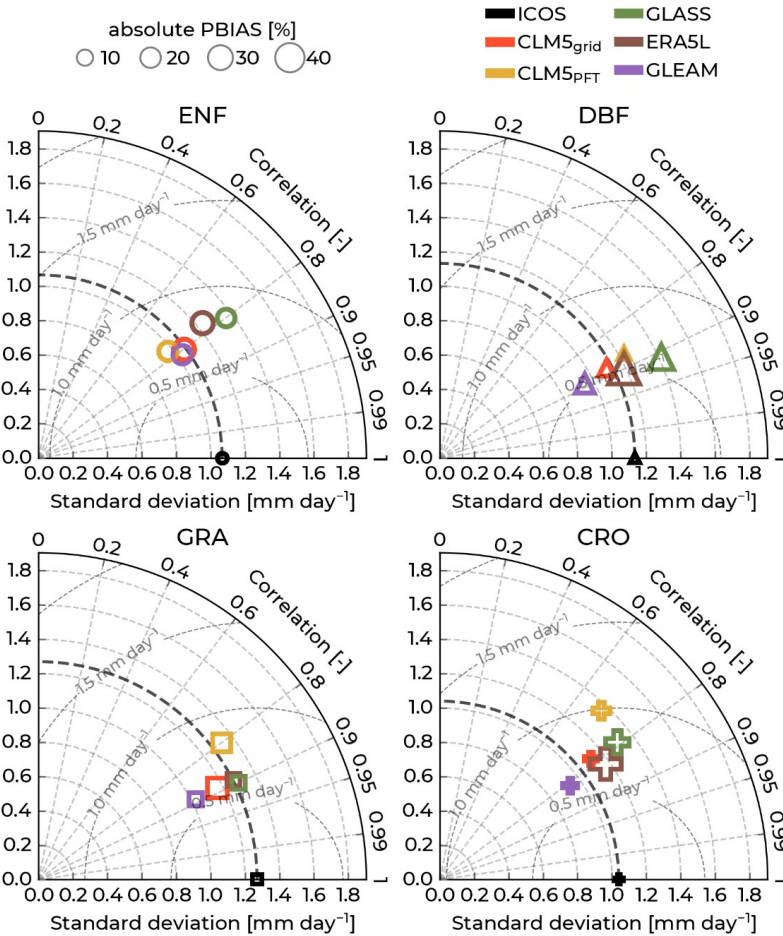 absolute PBIAS [%]
10 20 30 40
ICOS GLASS
CLM5grid ERA5L
CLM5PFT GLEAM
ENF
0 0.2 0.4 0.6 0.8 0.9 0.95 0.99 1
Correlation [-]
1.8
1.6
1.4
1.2
1.0
0.8
0.6
0.4
0.2
0.0
1.5 mm day⁻¹
1.0 mm day⁻¹
0.5 mm day⁻¹
0.0 0.2 0.4 0.6 0.8 1.0 1.2 1.4 1.6 1.8
Standard deviation [mm day⁻¹]
DBF
0 0.2 0.4 0.6 0.8 0.9 0.95 0.99 1
Correlation [-]
1.8
1.6
1.4
1.2
1.0
0.8
0.6
0.4
0.2
0.0
1.5 mm day⁻¹
1.0 mm day⁻¹
0.5 mm day⁻¹
0.0 0.2 0.4 0.6 0.8 1.0 1.2 1.4 1.6 1.8
Standard deviation [mm day⁻¹]
GRA
0 0.2 0.4 0.6 0.8 0.9 0.95 0.99 1
Correlation [-]
1.8
1.6
1.4
1.2
1.0
0.8
0.6
0.4
0.2
0.0
1.5 mm day⁻¹
1.0 mm day⁻¹
0.5 mm day⁻¹
0.0 0.2 0.4 0.6 0.8 1.0 1.2 1.4 1.6 1.8
Standard deviation [mm day⁻¹]
CRO
0 0.2 0.4 0.6 0.8 0.9 0.95 0.99 1
Correlation [-]
1.8
1.6
1.4
1.2
1.0
0.8
0.6
0.4
0.2
0.0
1.5 mm day⁻¹
1.0 mm day⁻¹
0.5 mm day⁻¹
0.0 0.2 0.4 0.6 0.8 1.0 1.2 1.4 1.6 1.8
Standard deviation [mm day⁻¹]